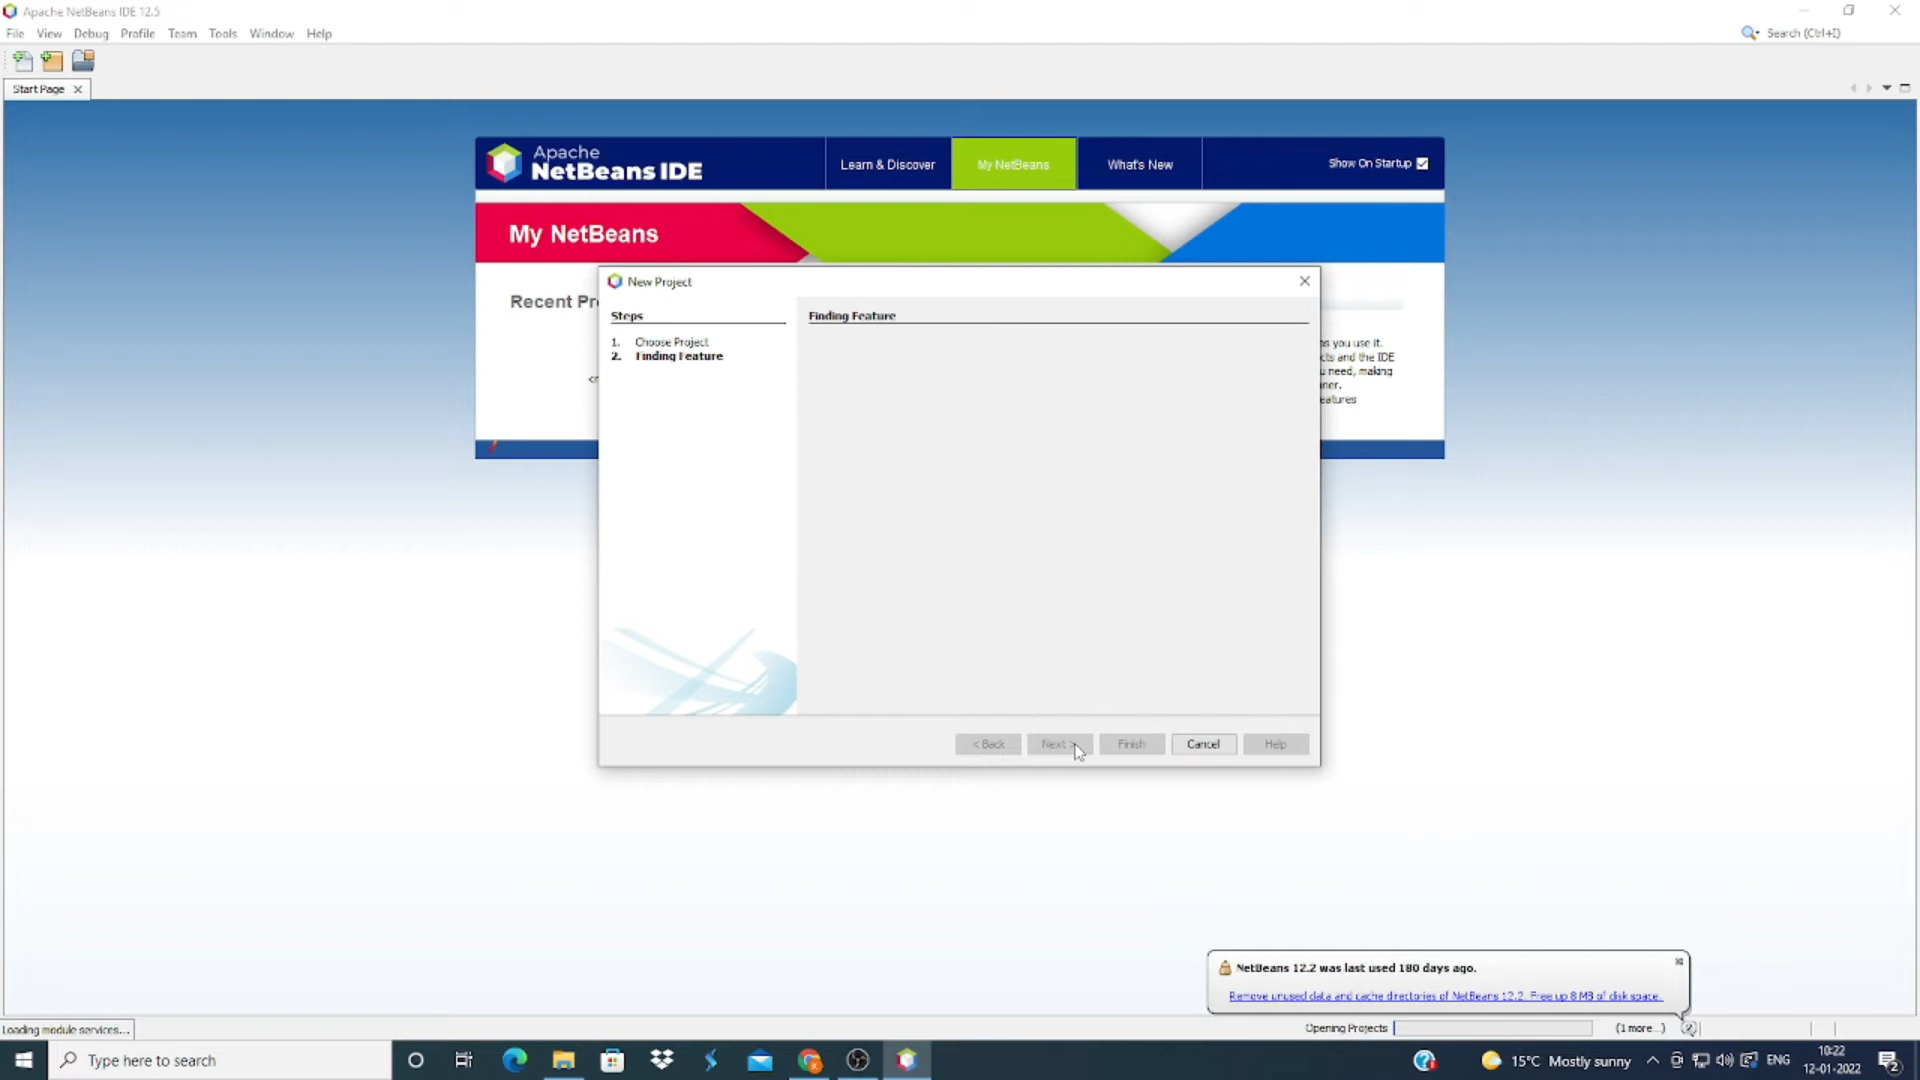 Apache NetBeans IDE 12.5
File View Debug Profile Team Tools Window Help
Search (Ctrl+I)
Start Page
Apache
NetBeans IDE
Learn & Discover
My NetBeans
What's New
Show On Startup
My NetBeans
Recent Pr
New Project
Steps
Finding Feature
1. Choose Project
2. Finding Feature
as you use it.
cts and the IDE
u need, making
ner.
eatures
< Back
Next >
Finish
Cancel
Help
NetBeans 12.2 was last used 180 days ago.
Remove unused data and cache directories of NetBeans 12.2. Free up 8 MB of disk space.
Loading module services...
Opening Projects
(1 more...)
Type here to search
15°C Mostly sunny
ENG
10:22
12-01-2022
2